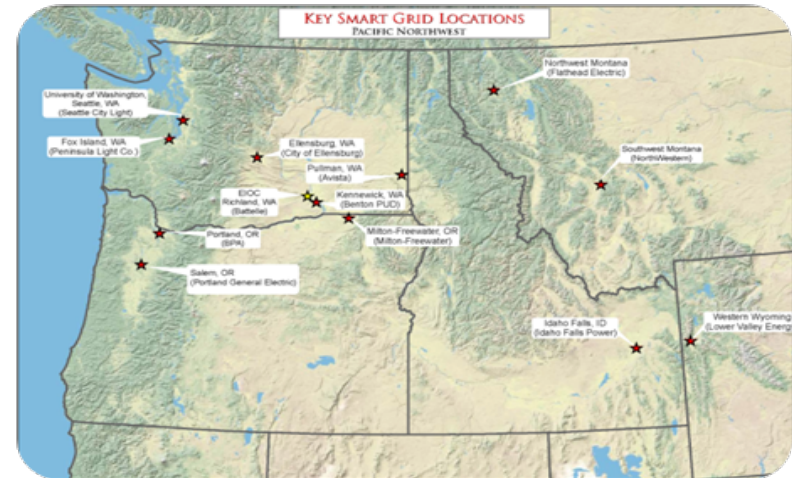 KEY SMART GRID LOCATIONS
PACIFIC NORTHWEST
Northwest Montana
(Flathead Electric)
University of Washington,
Seattle, WA
(Seattle City Light)
Fox Island, WA
(Peninsula Light Co.)
Ellensburg, WA
(City of Ellensburg)
Southwest Montana
(NorthWestern)
Pullman, WA
(Avista)
EIOC
Richland, WA
(Battelle)
Kennewick, WA
(Benton PUD)
Portland, OR
(BPA)
Milton-Freewater, OR
(Milton-Freewater)
Salem, OR
(Portland General Electric)
Idaho Falls, ID
(Idaho Falls Power)
Western Wyoming
(Lower Valley Energ